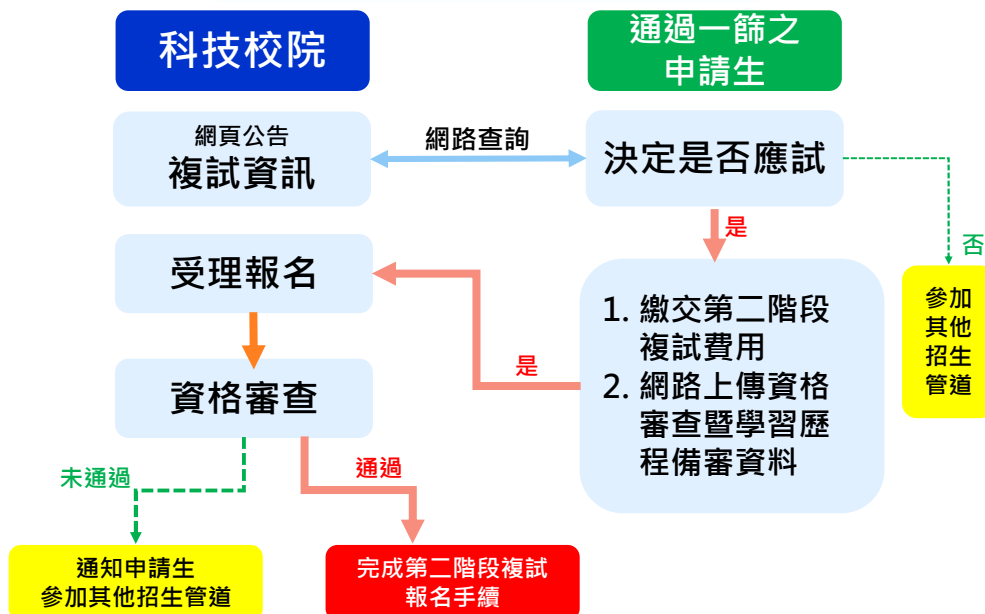 科技校院
通過一篩之
申請生
網頁公告
複試資訊
網路查詢
決定是否應試
是
否
受理報名
1. 繳交第二階段
複試費用
2. 網路上傳資格
審查暨學習歷
程備審資料
參加
其他
招生
管道
是
資格審查
未通過
通過
通知申請生
參加其他招生管道
完成第二階段複試
報名手續